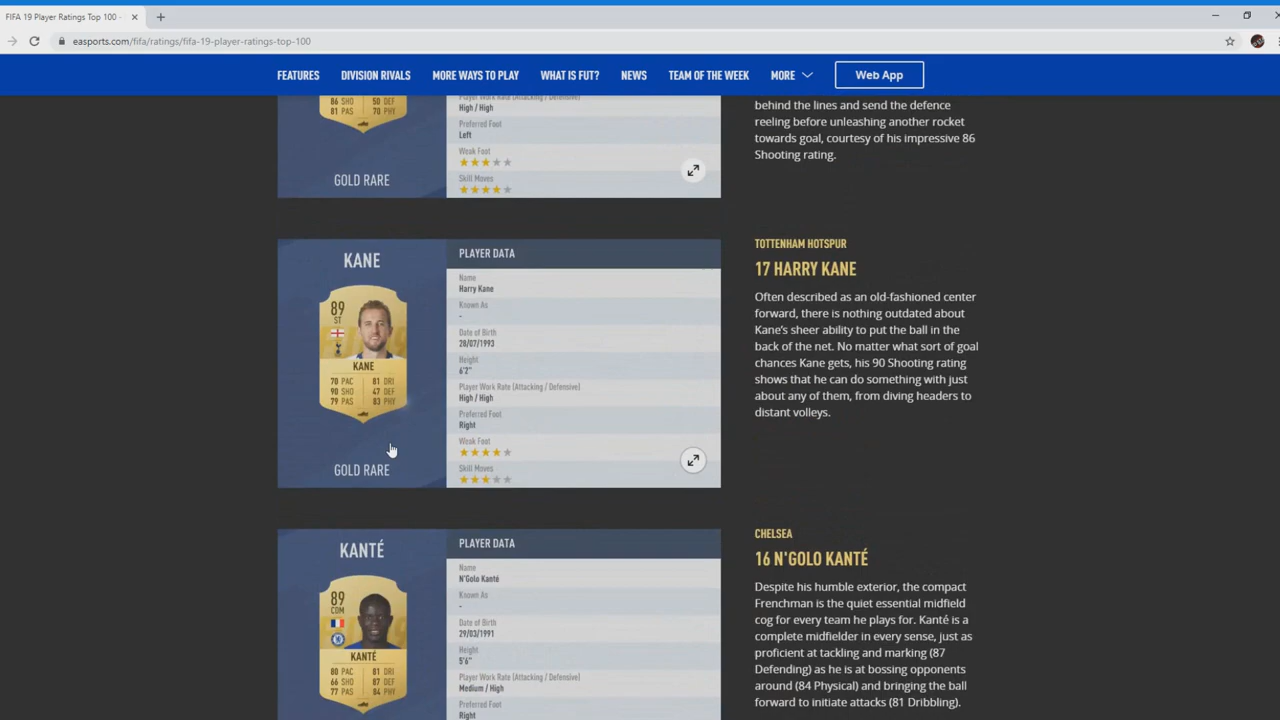 FIFA 19 Player Ratings Top 100 -
easports.com/fifa/ratings/fifa-19-player-ratings-top-100
FEATURES DIVISION RIVALS MORE WAYS TO PLAY WHAT IS FUT? NEWS TEAM OF THE WEEK MORE Web App
86 SHO 50 DEF
81 PAS 70 PHY
GOLD RARE
Player Work Rate (Attacking / Defensive)
High / High
Preferred Foot
Left
Weak Foot
Skill Moves
behind the lines and send the defence
reeling before unleashing another rocket
towards goal, courtesy of his impressive 86
Shooting rating.
KANE
89
ST
KANE
70 PAC 81 DRI
90 SHO 47 DEF
79 PAS 83 PHY
GOLD RARE
PLAYER DATA
Name
Harry Kane
Known As
-
Date of Birth
28/07/1993
Height
6'2"
Player Work Rate (Attacking / Defensive)
High / High
Preferred Foot
Right
Weak Foot
Skill Moves
TOTTENHAM HOTSPUR
17 HARRY KANE
Often described as an old-fashioned center
forward, there is nothing outdated about
Kane's sheer ability to put the ball in the
back of the net. No matter what sort of goal
chances Kane gets, his 90 Shooting rating
shows that he can do something with just
about any of them, from diving headers to
distant volleys.
KANTÉ
89
CDM
KANTÉ
80 PAC 81 DRI
66 SHO 87 DEF
77 PAS 84 PHY
PLAYER DATA
Name
N'Golo Kanté
Known As
-
Date of Birth
29/03/1991
Height
5'6"
Player Work Rate (Attacking / Defensive)
Medium / High
Preferred Foot
Right
CHELSEA
16 N'GOLO KANTÉ
Despite his humble exterior, the compact
Frenchman is the quiet essential midfield
cog for every team he plays for. Kanté is a
complete midfielder in every sense, just as
proficient at tackling and marking (87
Defending) as he is at bossing opponents
around (84 Physical) and bringing the ball
forward to initiate attacks (81 Dribbling).